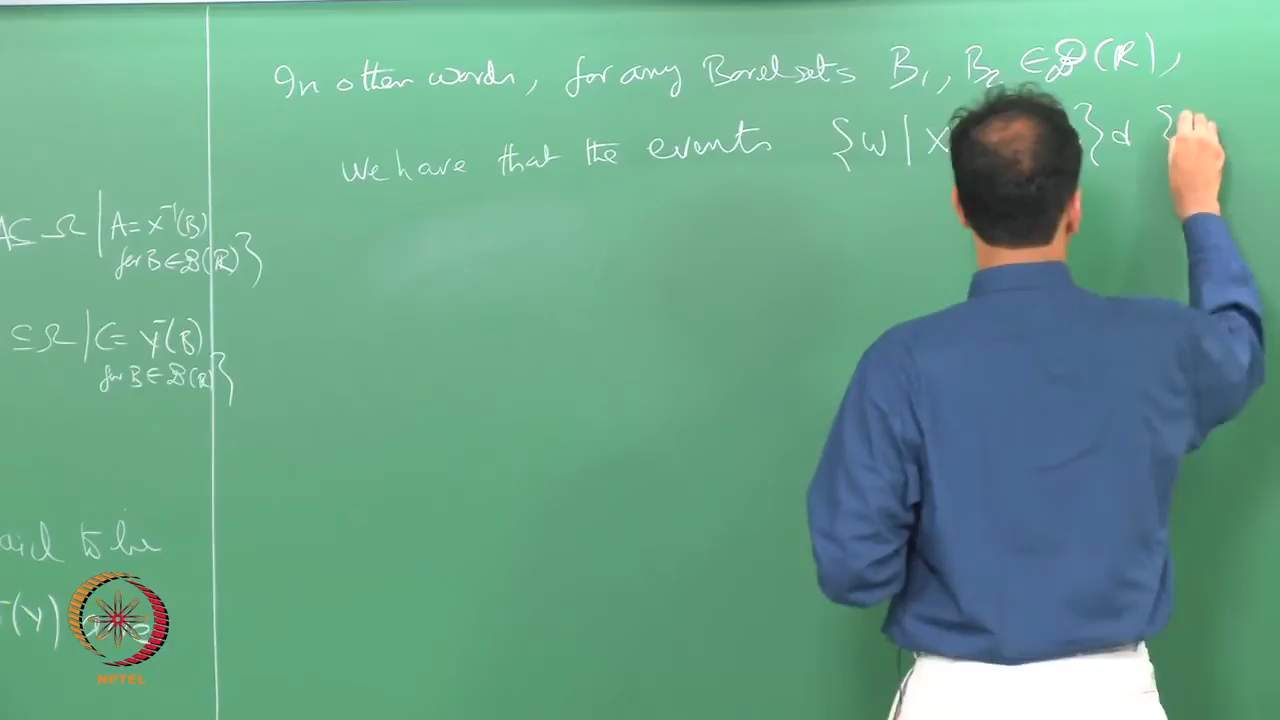 In other words, for any Borel sets B₁, B₂ ∈ 𝓑(ℝ),
We have that the events {ω | X } & {
A ⊆ Ω | A = X⁻¹(B)
for B ∈ 𝓑(ℝ)}
⊆ Ω | C = Y⁻¹(B)
for B ∈ 𝓑(ℝ)}
to be
(Y) are
NPTEL